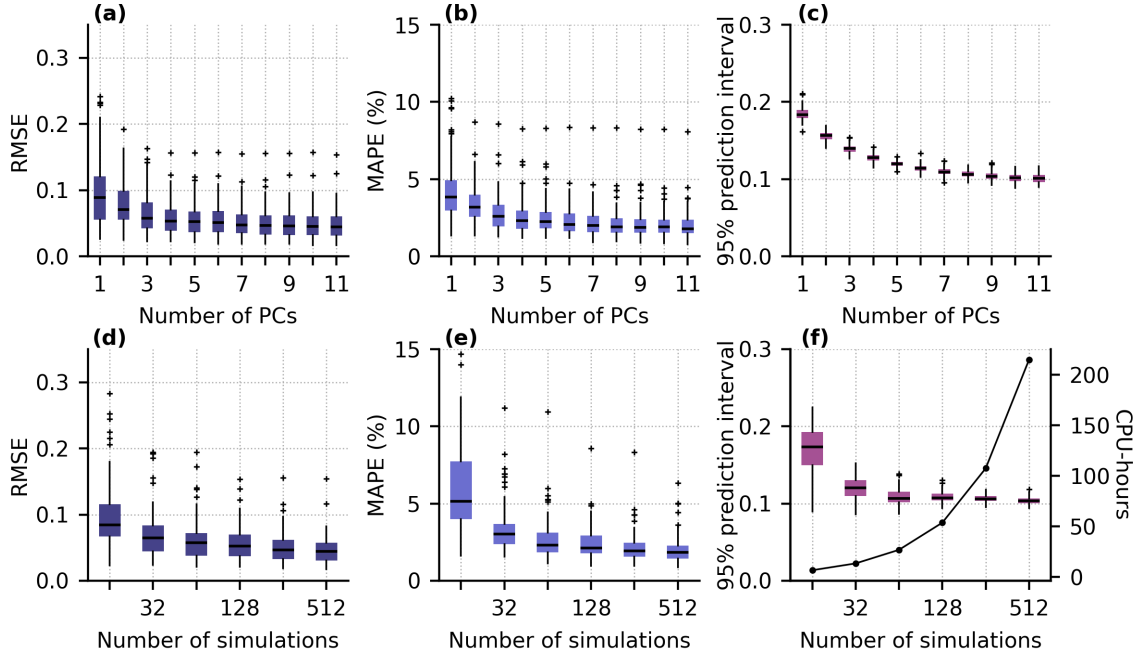 (a)
RMSE
0.3
0.2
0.1
0.0
1 3 5 7 9 11
Number of PCs
(b)
MAPE (%)
15
10
5
0
1 3 5 7 9 11
Number of PCs
(c)
95% prediction interval
0.3
0.2
0.1
0.0
1 3 5 7 9 11
Number of PCs
(d)
RMSE
0.3
0.2
0.1
0.0
32 128 512
Number of simulations
(e)
MAPE (%)
15
10
5
0
32 128 512
Number of simulations
(f)
95% prediction interval
0.3
0.2
0.1
0.0
32 128 512
Number of simulations
200
150
100
50
0
CPU-hours